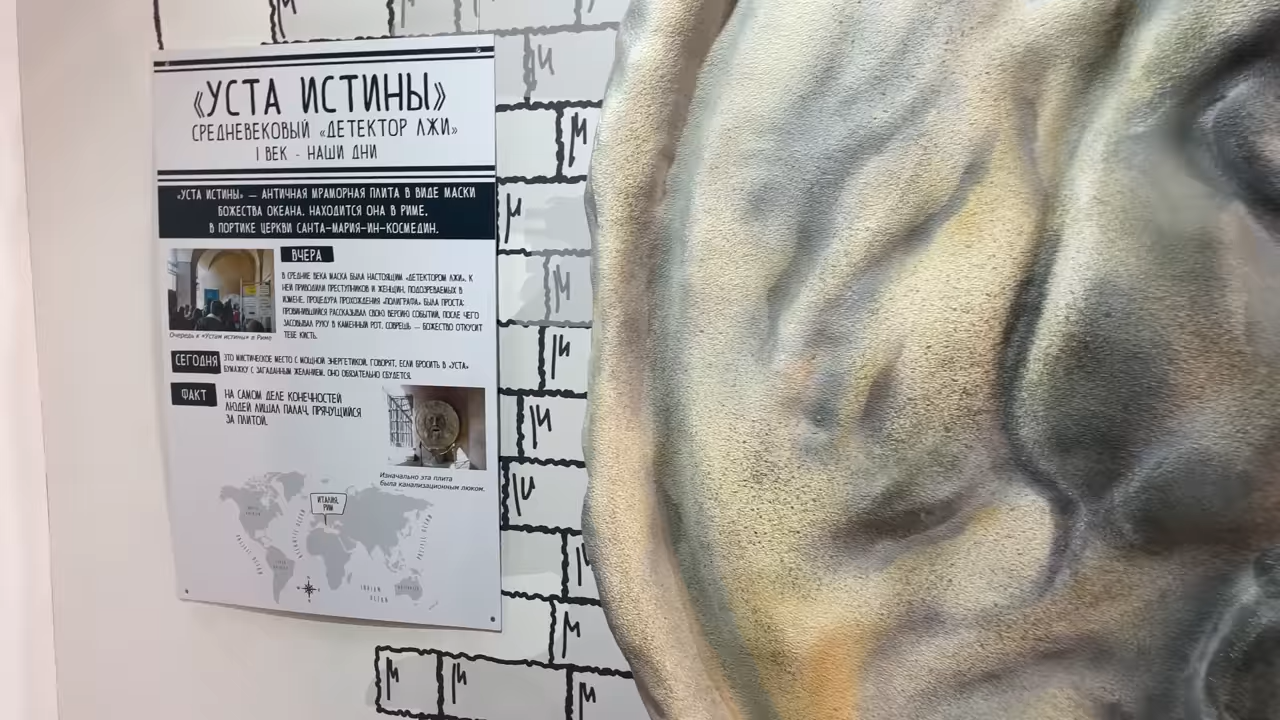 «УСТА ИСТИНЫ»
СРЕДНЕВЕКОВЫЙ «ДЕТЕКТОР ЛЖИ»
I ВЕК - НАШИ ДНИ
«УСТА ИСТИНЫ» — АНТИЧНАЯ МРАМОРНАЯ ПЛИТА В ВИДЕ МАСКИ
БОЖЕСТВА ОКЕАНА. НАХОДИТСЯ ОНА В РИМЕ,
В ПОРТИКЕ ЦЕРКВИ САНТА-МАРИЯ-ИН-КОСМЕДИН.
ВЧЕРА
В СРЕДНИЕ ВЕКА МАСКА БЫЛА НАСТОЯЩИМ «ДЕТЕКТОРОМ ЛЖИ». К
НЕЙ ПРИВОДИЛИ ПРЕСТУПНИКОВ И ЖЕНЩИН, ПОДОЗРЕВАЕМЫХ В
ИЗМЕНЕ. ПРОЦЕДУРА ПРОХОЖДЕНИЯ «ПОЛИГРАФА» БЫЛА ПРОСТА:
ПРОВИНИВШИЙСЯ РАССКАЗЫВАЛ СВОЮ ВЕРСИЮ СОБЫТИЙ, ПОСЛЕ ЧЕГО
ЗАСОВЫВАЛ РУКУ В КАМЕННЫЙ РОТ. СОВРЕШЬ — БОЖЕСТВО ОТКУСИТ
ТЕБЕ КИСТЬ.
Очередь к «Устам истины» в Риме
СЕГОДНЯ
ЭТО МИСТИЧЕСКОЕ МЕСТО С МОЩНОЙ ЭНЕРГЕТИКОЙ. ГОВОРЯТ, ЕСЛИ БРОСИТЬ В «УСТА»
БУМАЖКУ С ЗАГАДАННЫМ ЖЕЛАНИЕМ, ОНО ОБЯЗАТЕЛЬНО СБУДЕТСЯ.
ФАКТ
НА САМОМ ДЕЛЕ КОНЕЧНОСТЕЙ
ЛЮДЕЙ ЛИШАЛ ПАЛАЧ, ПРЯЧУЩИЙСЯ
ЗА ПЛИТОЙ.
Изначально эта плита
была канализационным люком.
ИТАЛИЯ,
РИМ
INDIAN
OCEAN